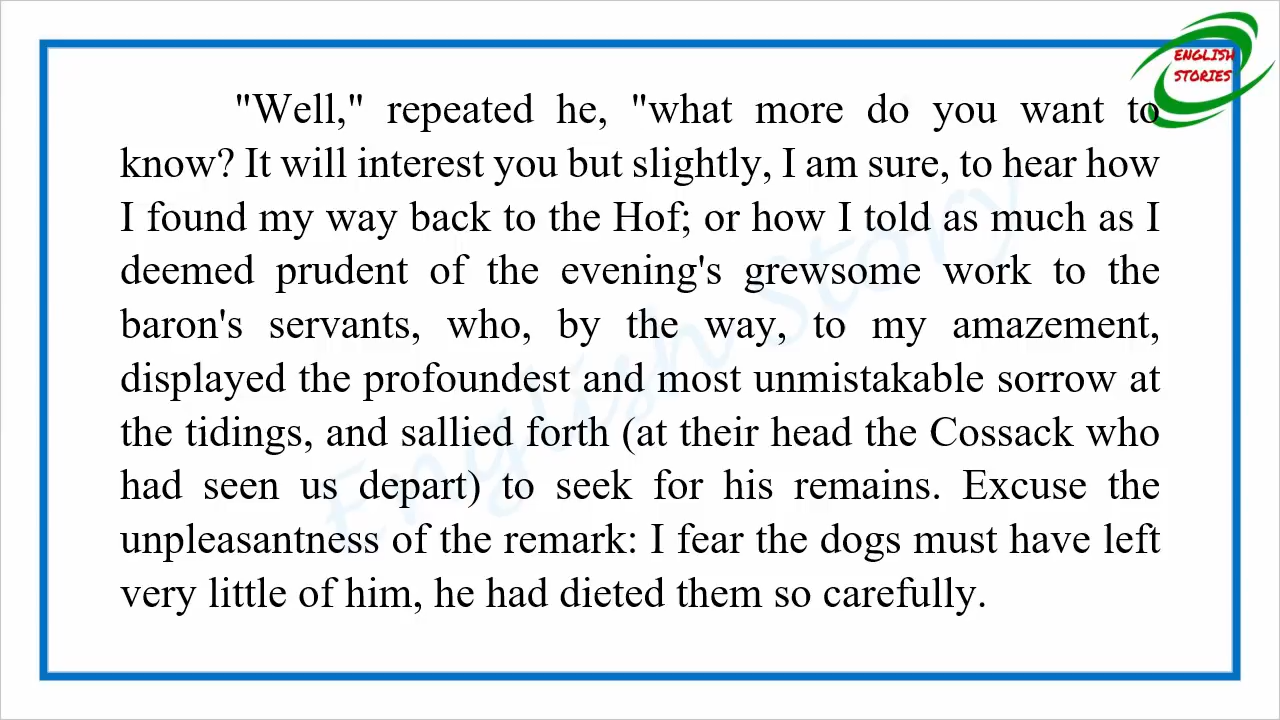 ENGLISH
STORIES
"Well," repeated he, "what more do you want to
know? It will interest you but slightly, I am sure, to hear how
I found my way back to the Hof; or how I told as much as I
deemed prudent of the evening's grewsome work to the
baron's servants, who, by the way, to my amazement,
displayed the profoundest and most unmistakable sorrow at
the tidings, and sallied forth (at their head the Cossack who
had seen us depart) to seek for his remains. Excuse the
unpleasantness of the remark: I fear the dogs must have left
very little of him, he had dieted them so carefully.
English Story